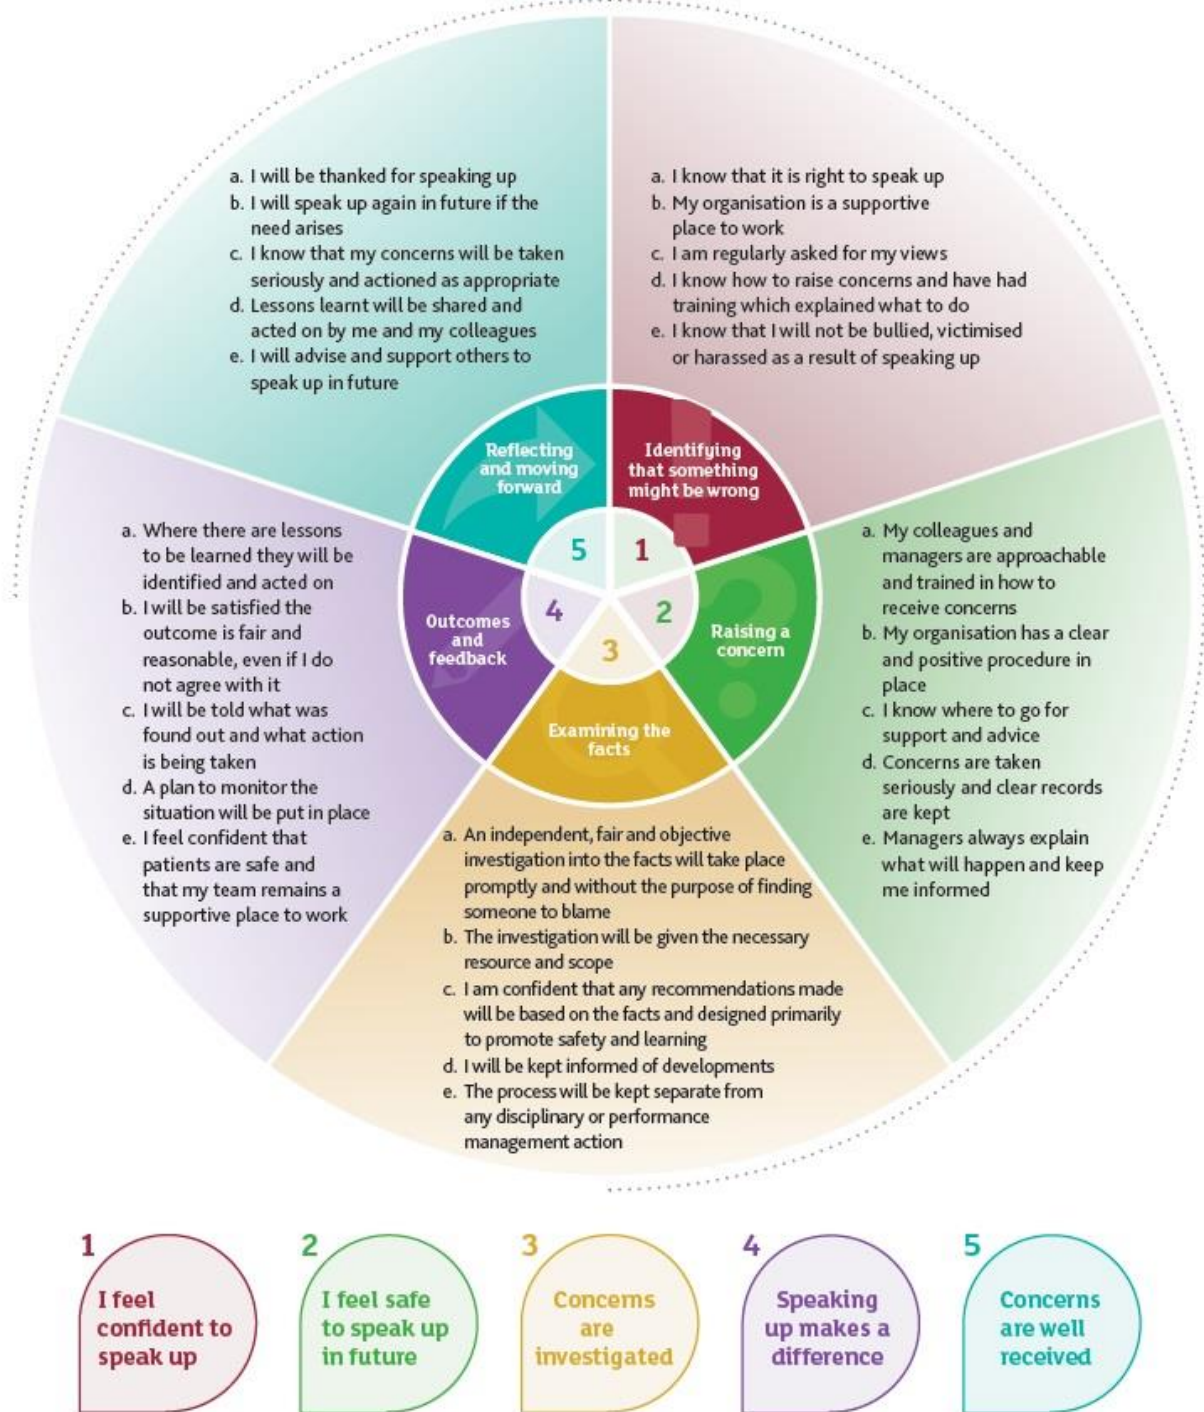 a. I will be thanked for speaking up
b. I will speak up again in future if the
need arises
c. I know that my concerns will be taken
seriously and actioned as appropriate
d. Lessons learnt will be shared and
acted on by me and my colleagues
e. I will advise and support others to
speak up in future
a. I know that it is right to speak up
b. My organisation is a supportive
place to work
c. I am regularly asked for my views
d. I know how to raise concerns and have had
training which explained what to do
e. I know that I will not be bullied, victimised
or harassed as a result of speaking up
Reflecting
and moving
forward
Identifying
that something
might be wrong
!
5
1
4
2
3
Outcomes
and
feedback
Raising a
concern
?
Examining the
facts
a. Where there are lessons
to be learned they will be
identified and acted on
b. I will be satisfied the
outcome is fair and
reasonable, even if I do
not agree with it
c. I will be told what was
found out and what action
is being taken
d. A plan to monitor the
situation will be put in place
e. I feel confident that
patients are safe and
that my team remains a
supportive place to work
a. My colleagues and
managers are approachable
and trained in how to
receive concerns
b. My organisation has a clear
and positive procedure in
place
c. I know where to go for
support and advice
d. Concerns are taken
seriously and clear records
are kept
e. Managers always explain
what will happen and keep
me informed
a. An independent, fair and objective
investigation into the facts will take place
promptly and without the purpose of finding
someone to blame
b. The investigation will be given the necessary
resource and scope
c. I am confident that any recommendations made
will be based on the facts and designed primarily
to promote safety and learning
d. I will be kept informed of developments
e. The process will be kept separate from
any disciplinary or performance
management action
1
I feel
confident to
speak up
2
I feel safe
to speak up
in future
3
Concerns
are
investigated
4
Speaking
up makes a
difference
5
Concerns
are well
received